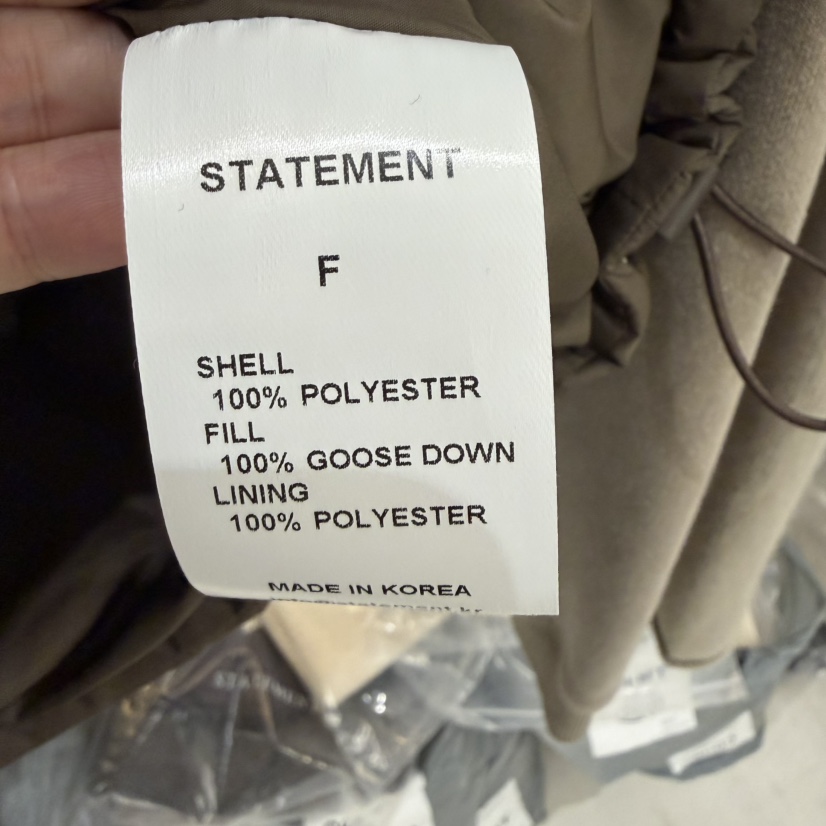 STATEMENT
F
SHELL
100% POLYESTER
FILL
100% GOOSE DOWN
LINING
100% POLYESTER
MADE IN KOREA